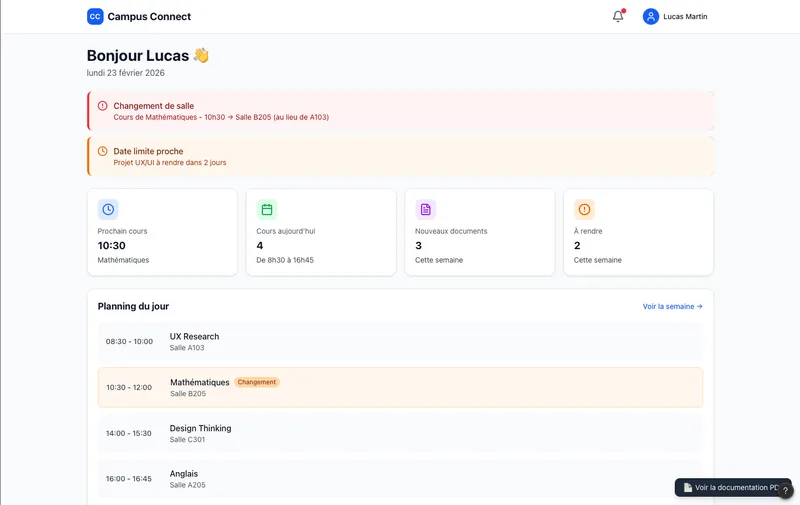 CC Campus Connect
Lucas Martin
Bonjour Lucas 👋
lundi 23 février 2026
Changement de salle
Cours de Mathématiques - 10h30 → Salle B205 (au lieu de A103)
Date limite proche
Projet UX/UI à rendre dans 2 jours
Prochain cours
10:30
Mathématiques
Cours aujourd'hui
4
De 8h30 à 16h45
Nouveaux documents
3
Cette semaine
À rendre
2
Cette semaine
Planning du jour
Voir la semaine →
08:30 - 10:00
UX Research
Salle A103
10:30 - 12:00
Mathématiques Changement
Salle B205
14:00 - 15:30
Design Thinking
Salle C301
16:00 - 16:45
Anglais
Salle A205
Voir la documentation PD
?